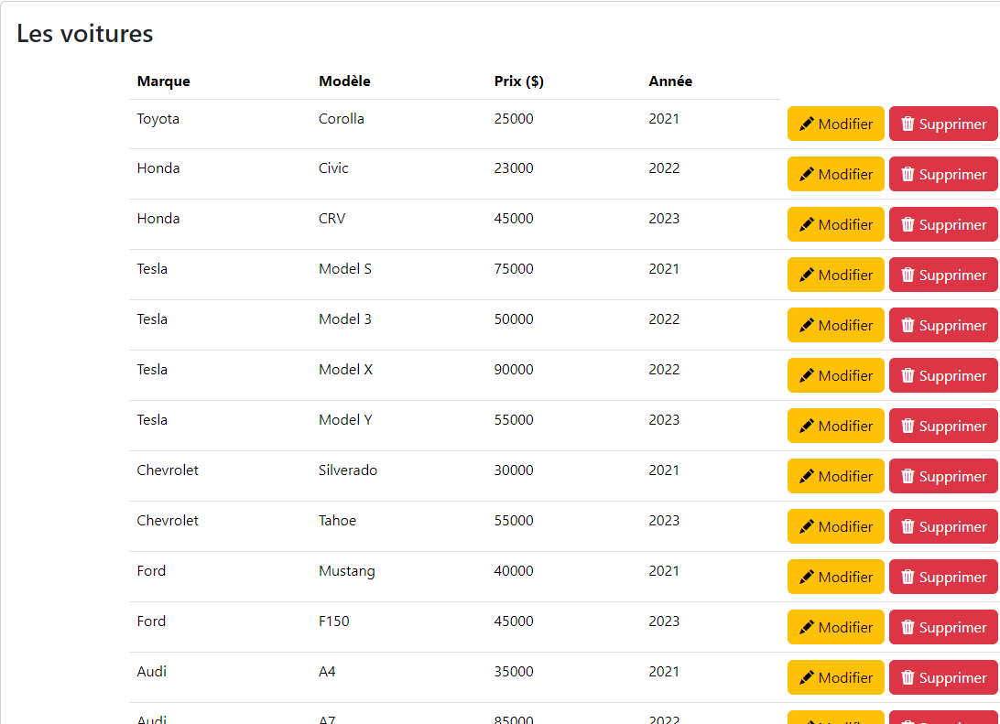 Les voitures
Marque Modèle Prix ($) Année
Toyota Corolla 25000 2021 Modifier Supprimer
Honda Civic 23000 2022 Modifier Supprimer
Honda CRV 45000 2023 Modifier Supprimer
Tesla Model S 75000 2021 Modifier Supprimer
Tesla Model 3 50000 2022 Modifier Supprimer
Tesla Model X 90000 2022 Modifier Supprimer
Tesla Model Y 55000 2023 Modifier Supprimer
Chevrolet Silverado 30000 2021 Modifier Supprimer
Chevrolet Tahoe 55000 2023 Modifier Supprimer
Ford Mustang 40000 2021 Modifier Supprimer
Ford F150 45000 2023 Modifier Supprimer
Audi A4 35000 2021 Modifier Supprimer
Audi A7 85000 2022